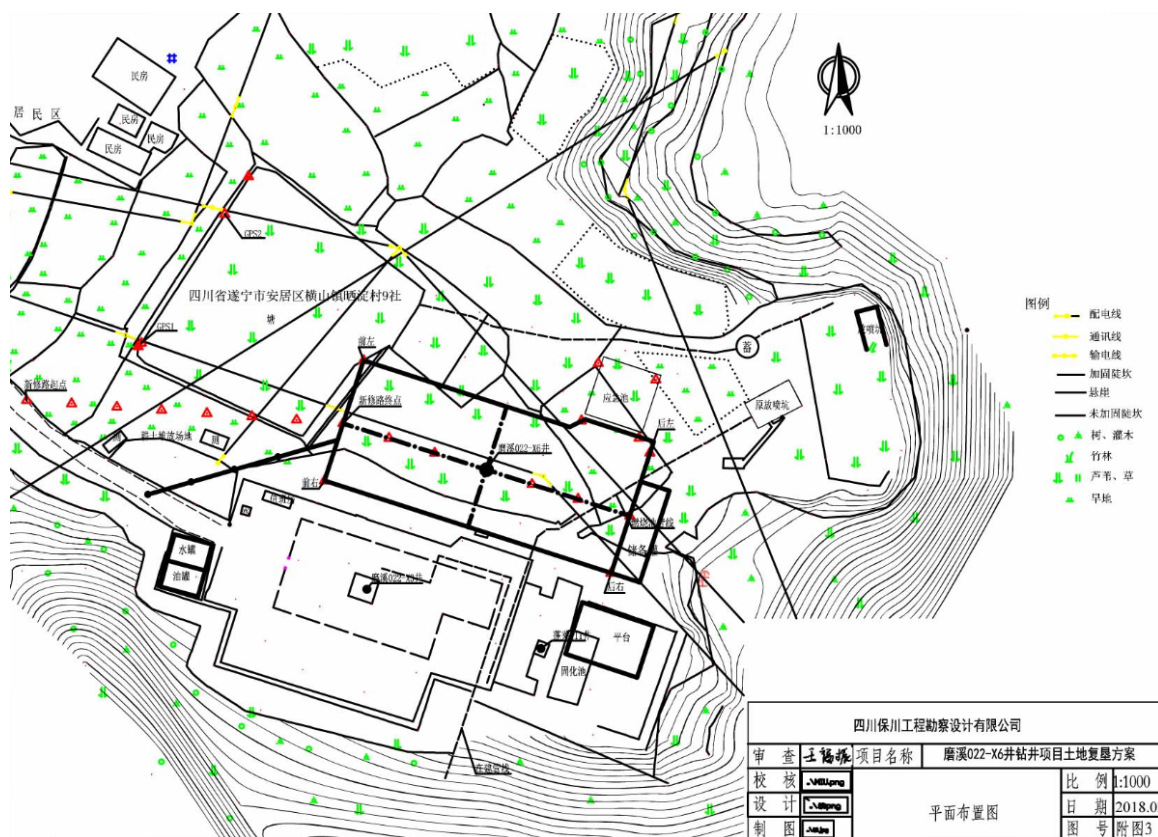 民房
居民区
民房
民房
民房
1:1000
GPS2
四川省遂宁市安居区横山镇晒淀村9社
塘
GPS1
前左
新修路起点
新修路终点
蓄
应急池
原放喷坑
后左
磨溪022-X6井
前右
水罐
油罐
后右
平台
固化池
图例
配电线
通讯线
输电线
加固陡坎
悬崖
未加固陡坎
树、灌木
竹林
芦苇、草
旱地
四川保川工程勘察设计有限公司
审 查
项目名称
磨溪022-X6井钻井项目土地复垦方案
校 核
比 例
1:1000
设 计
平面布置图
日 期
2018.0
制 图
图 号
附图3